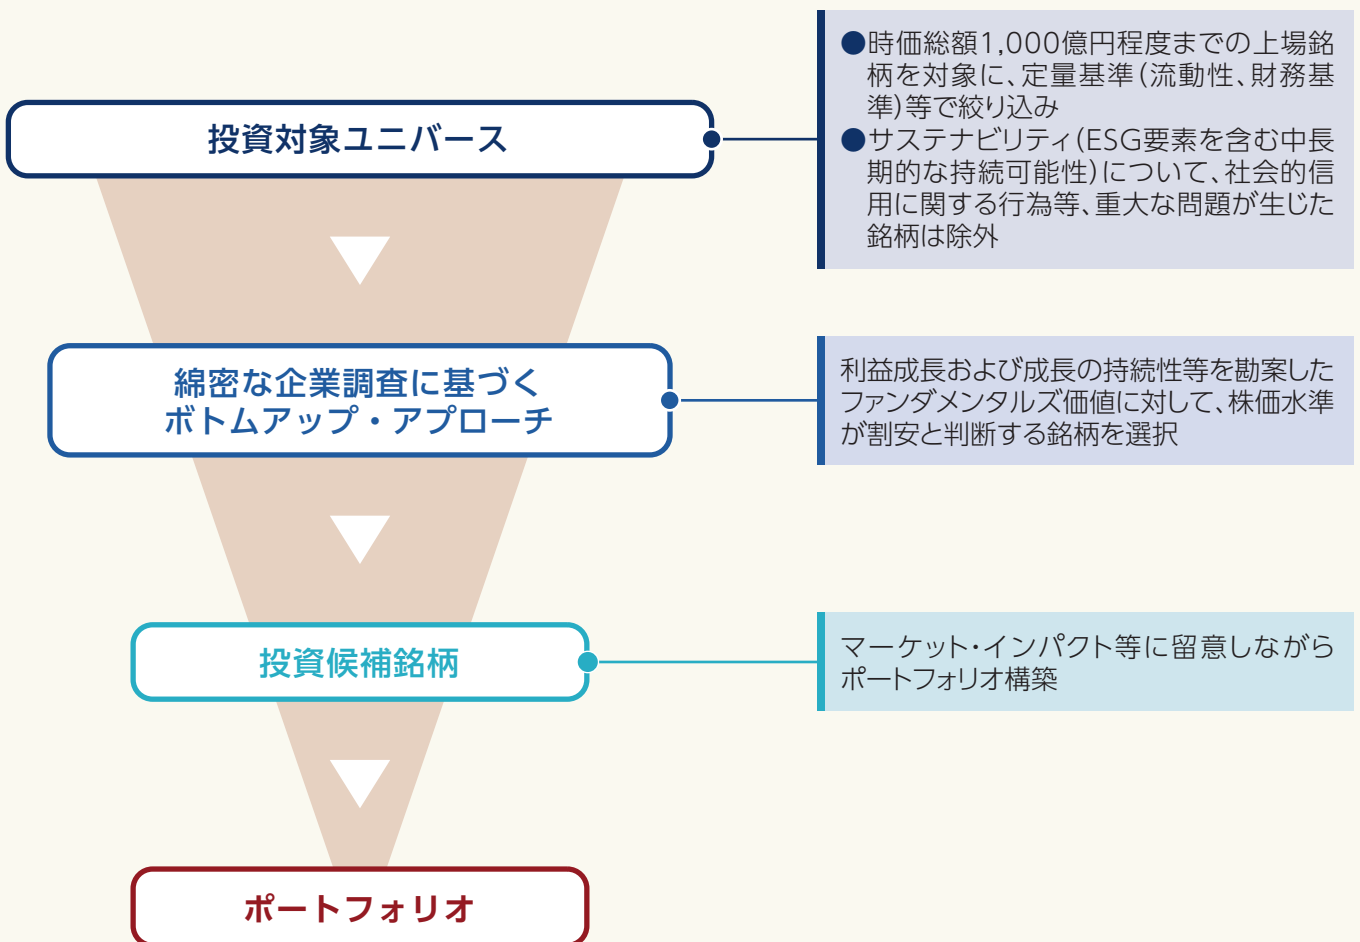 投資対象ユニバース
●時価総額1,000億円程度までの上場銘
柄を対象に、定量基準(流動性、財務基
準)等で絞り込み
●サステナビリティ(ESG要素を含む中長
期的な持続可能性)について、社会的信
用に関する行為等、重大な問題が生じた
銘柄は除外
綿密な企業調査に基づく
ボトムアップ・アプローチ
利益成長および成長の持続性等を勘案した
ファンダメンタルズ価値に対して、株価水準
が割安と判断する銘柄を選択
投資候補銘柄
マーケット・インパクト等に留意しながら
ポートフォリオ構築
ポートフォリオ